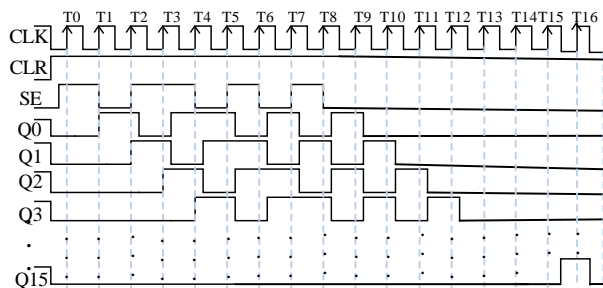 T0 T1 T2 T3 T4 T5 T6 T7 T8 T9 T10 T11 T12 T13 T14 T15 T16
CLK
CLR
SE
Q0
Q1
Q2
Q3
Q15